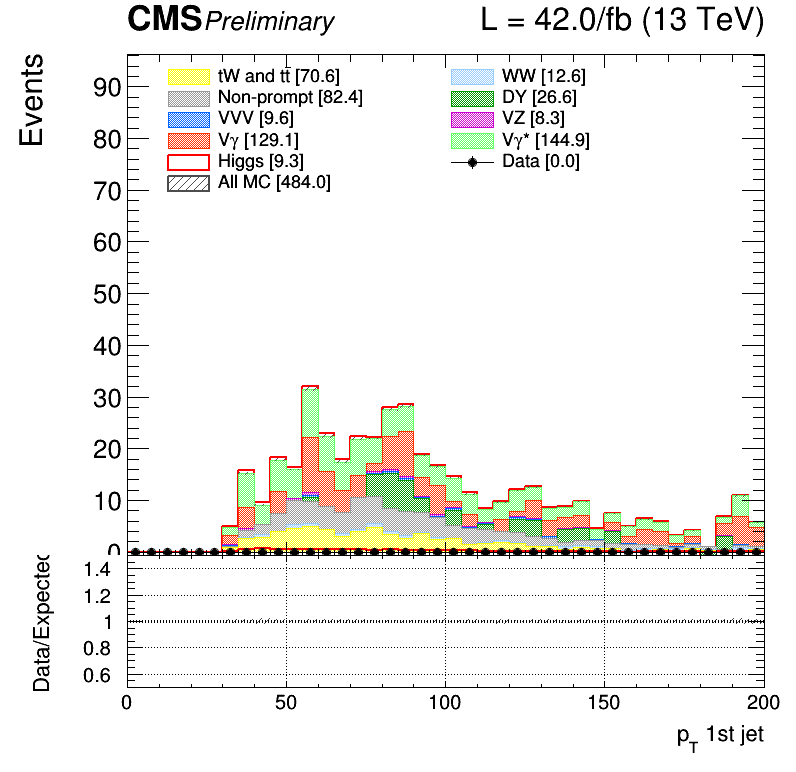 CMS Preliminary L = 42.0/fb (13 TeV)
Events
90
80
70
60
50
40
30
20
10
0
tW and tt̄ [70.6]
Non-prompt [82.4]
VVV [9.6]
Vγ [129.1]
Higgs [9.3]
All MC [484.0]
WW [12.6]
DY [26.6]
VZ [8.3]
Vγ* [144.9]
Data [0.0]
Data/Expected
1.4
1.2
1
0.8
0.6
0 50 100 150 200
p_T 1st jet